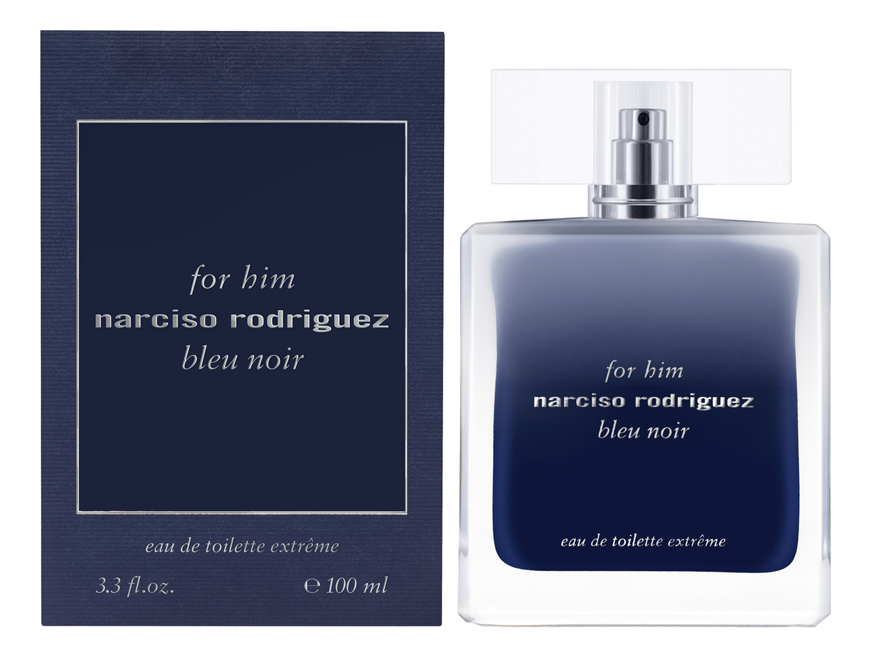 for him
narciso rodriguez
bleu noir
eau de toilette extrême
3.3 fl.oz. ℮ 100 ml
for him
narciso rodriguez
bleu noir
eau de toilette extrême